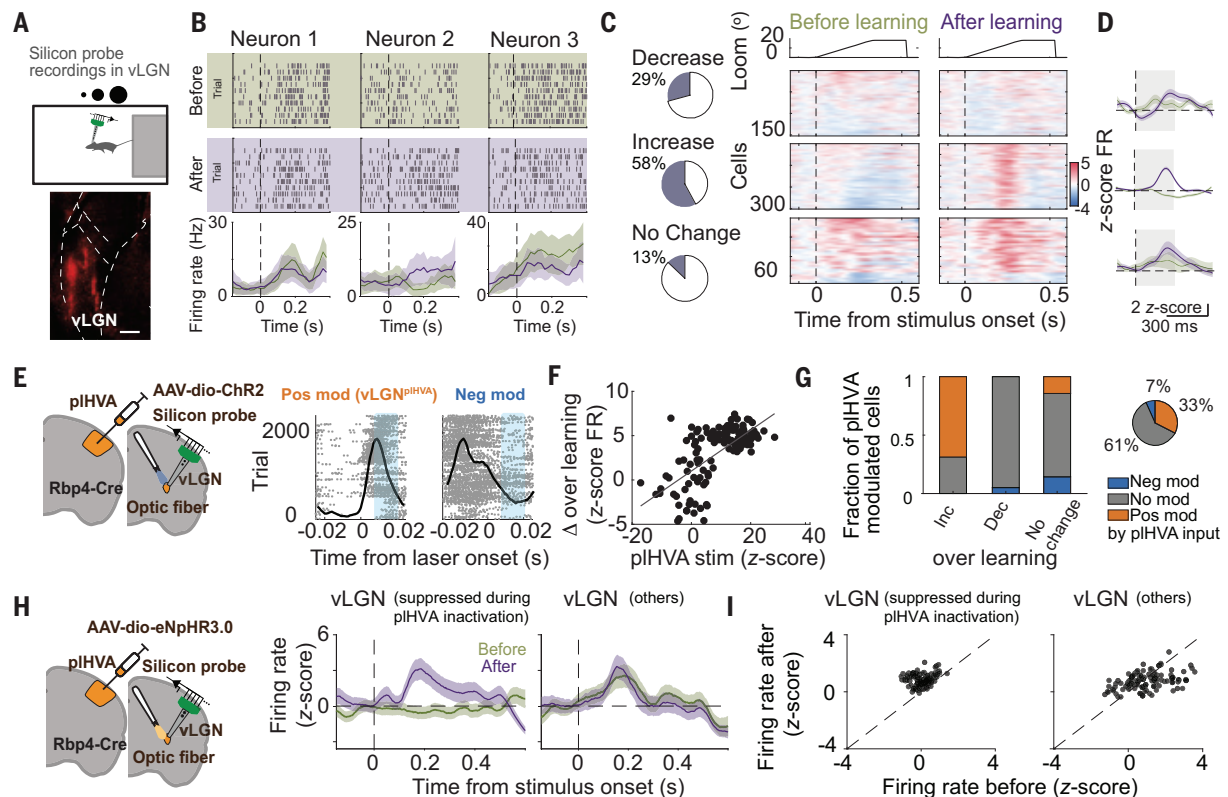 A
Silicon probe
recordings in vLGN
vLGN
B
Neuron 1 Neuron 2 Neuron 3
Before
Trial
After
Trial
Firing rate (Hz)
30
0
25
0
40
0
0 0.2
0 0.2
0 0.2
Time (s) Time (s) Time (s)
C
Before learning After learning
Loom (º)
20
0
Decrease
29%
Increase
58%
No Change
13%
Cells
150
300
60
5
-4
z-score FR
0 0.5 0 0.5
Time from stimulus onset (s)
D
2 z-score
300 ms
E
plHVA
AAV-dio-ChR2
Silicon probe
Rbp4-Cre
vLGN
Optic fiber
Pos mod (vLGNplHVA) Neg mod
Trial
2000
0
-0.02 0 0.02 -0.02 0 0.02
Time from laser onset (s)
F
Δ over learning
(z-score FR)
10
5
0
-5
-20 0 20 40
plHVA stim (z-score)
G
Fraction of plHVA
modulated cells
1
0.5
0
Inc Dec No change
over learning
7%
33%
61%
Neg mod
No mod
Pos mod
by plHVA input
H
AAV-dio-eNpHR3.0
plHVA
Silicon probe
Rbp4-Cre
vLGN
Optic fiber
vLGN (suppressed during
plHVA inactivation)
vLGN (others)
Firing rate
(z-score)
6
0
-4
Before
After
0 0.2 0.4 0 0.2 0.4
Time from stimulus onset (s)
I
vLGN (suppressed during
plHVA inactivation)
vLGN (others)
Firing rate after
(z-score)
4
0
-4
-4 0 4 -4 0 4
Firing rate before (z-score)